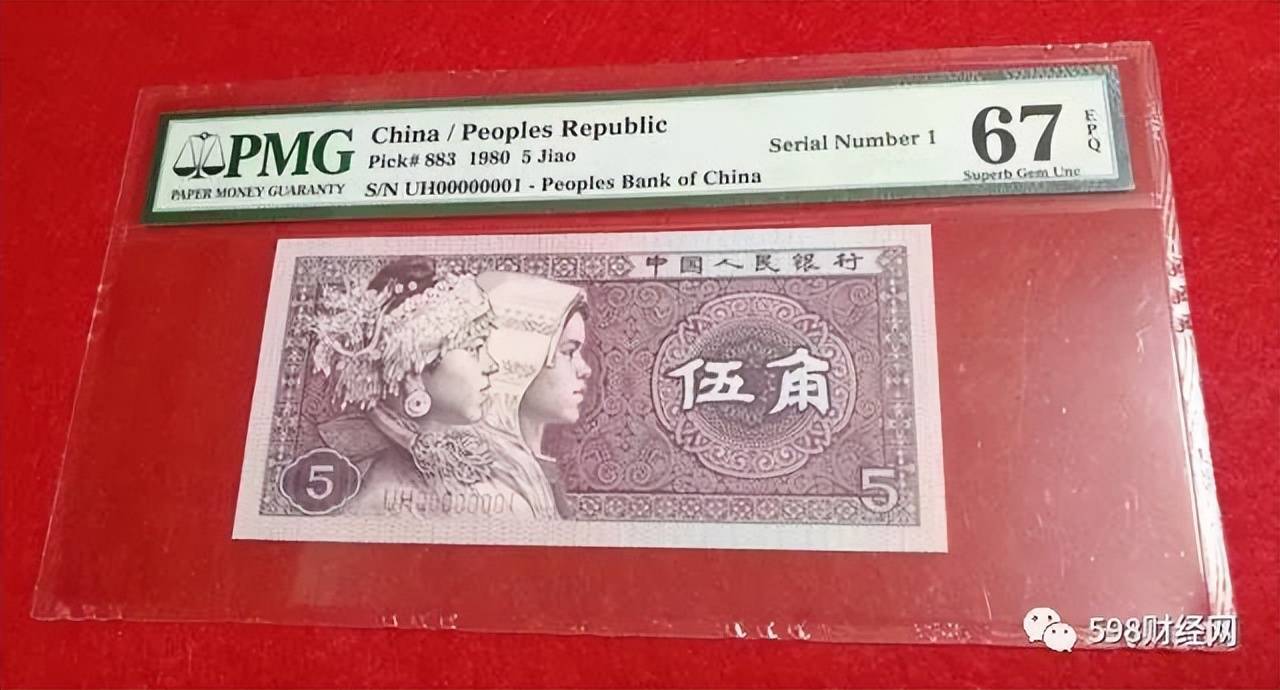 PMG
PAPER MONEY GUARANTY
China / Peoples Republic
Pick# 883 1980 5 Jiao
S/N UH00000001 - Peoples Bank of China
Serial Number 1
67
EPQ
Superb Gem Unc
中国人民银行
伍角
5
UH00000001
5
598财经网